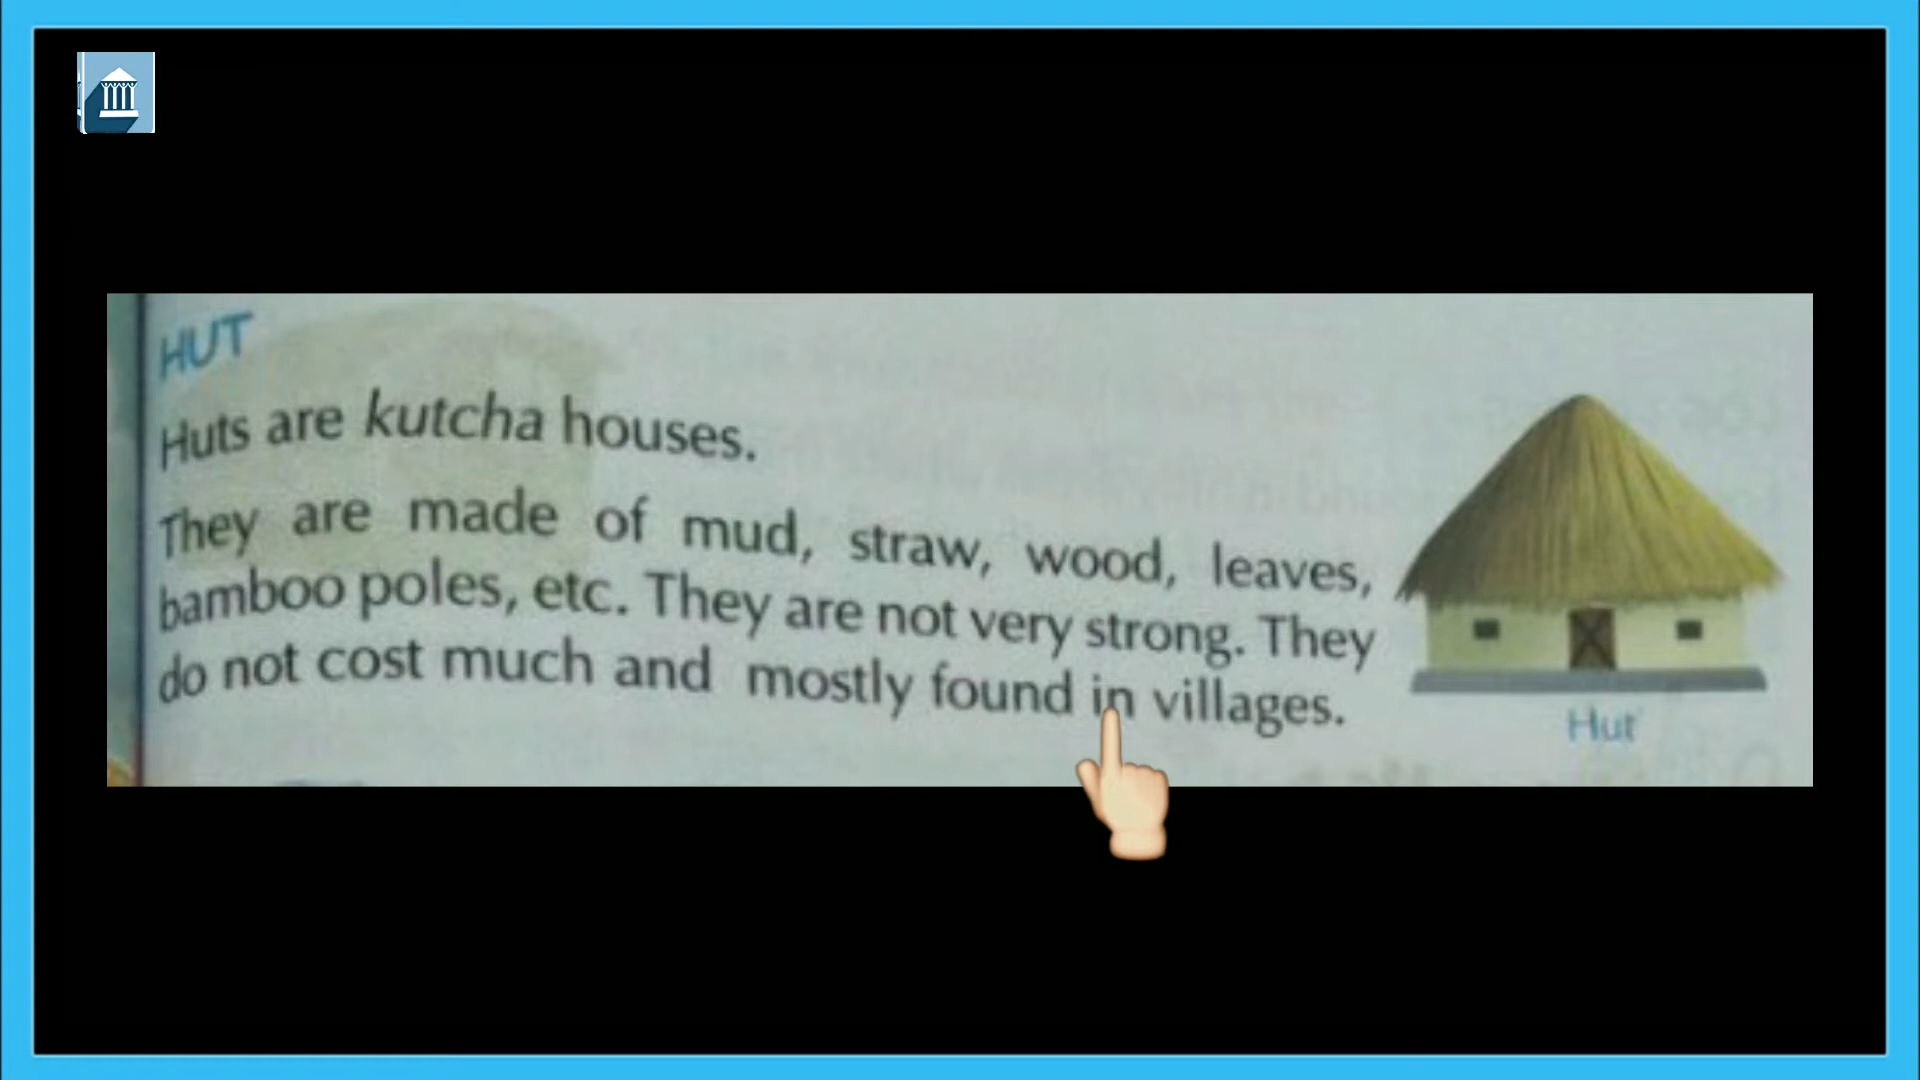 HUT
Huts are kutcha houses.
They are made of mud, straw, wood, leaves,
bamboo poles, etc. They are not very strong. They
do not cost much and mostly found in villages.
Hut